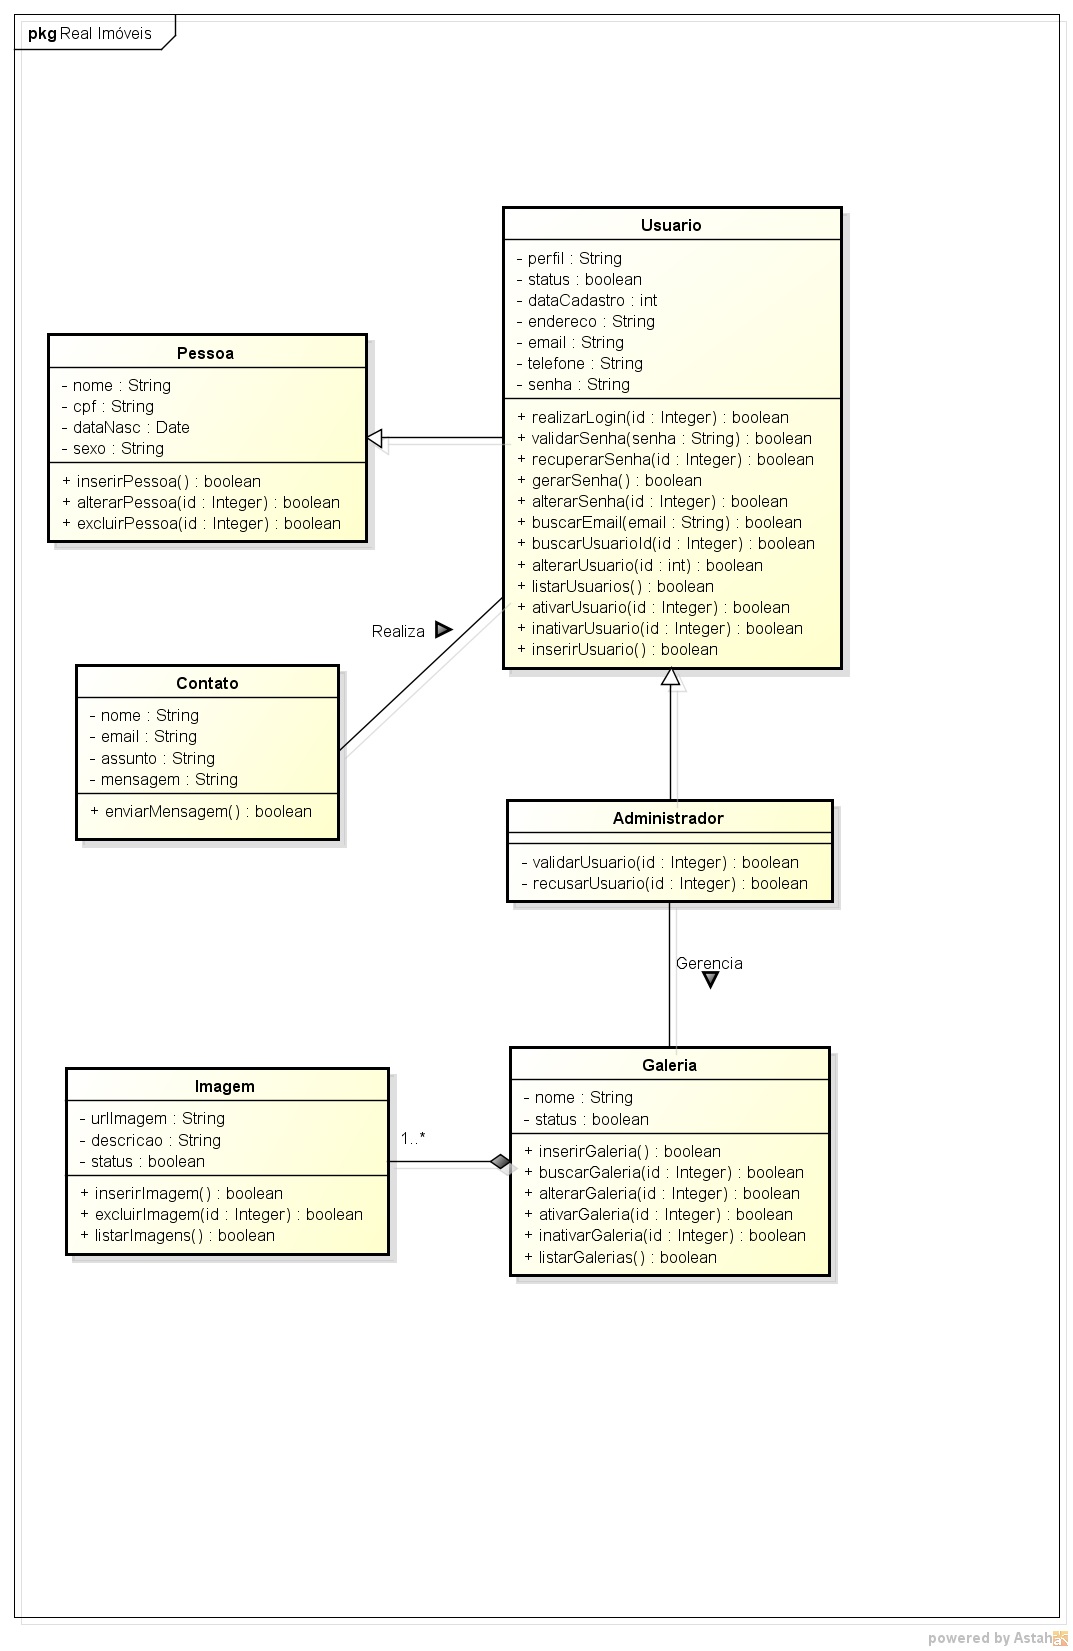 pkg Real Imóveis
Usuario
- perfil : String
- status : boolean
- dataCadastro : int
- endereco : String
- email : String
- telefone : String
- senha : String
+ realizarLogin(id : Integer) : boolean
+ validarSenha(senha : String) : boolean
+ recuperarSenha(id : Integer) : boolean
+ gerarSenha() : boolean
+ alterarSenha(id : Integer) : boolean
+ buscarEmail(email : String) : boolean
+ buscarUsuarioId(id : Integer) : boolean
+ alterarUsuario(id : int) : boolean
+ listarUsuarios() : boolean
+ ativarUsuario(id : Integer) : boolean
+ inativarUsuario(id : Integer) : boolean
+ inserirUsuario() : boolean
Pessoa
- nome : String
- cpf : String
- dataNasc : Date
- sexo : String
+ inserirPessoa() : boolean
+ alterarPessoa(id : Integer) : boolean
+ excluirPessoa(id : Integer) : boolean
Realiza
Contato
- nome : String
- email : String
- assunto : String
- mensagem : String
+ enviarMensagem() : boolean
Administrador
- validarUsuario(id : Integer) : boolean
- recusarUsuario(id : Integer) : boolean
Gerencia
Galeria
- nome : String
- status : boolean
+ inserirGaleria() : boolean
+ buscarGaleria(id : Integer) : boolean
+ alterarGaleria(id : Integer) : boolean
+ ativarGaleria(id : Integer) : boolean
+ inativarGaleria(id : Integer) : boolean
+ listarGalerias() : boolean
Imagem
- urlImagem : String
- descricao : String
- status : boolean
+ inserirImagem() : boolean
+ excluirImagem(id : Integer) : boolean
+ listarImagens() : boolean
1..*
powered by Astah